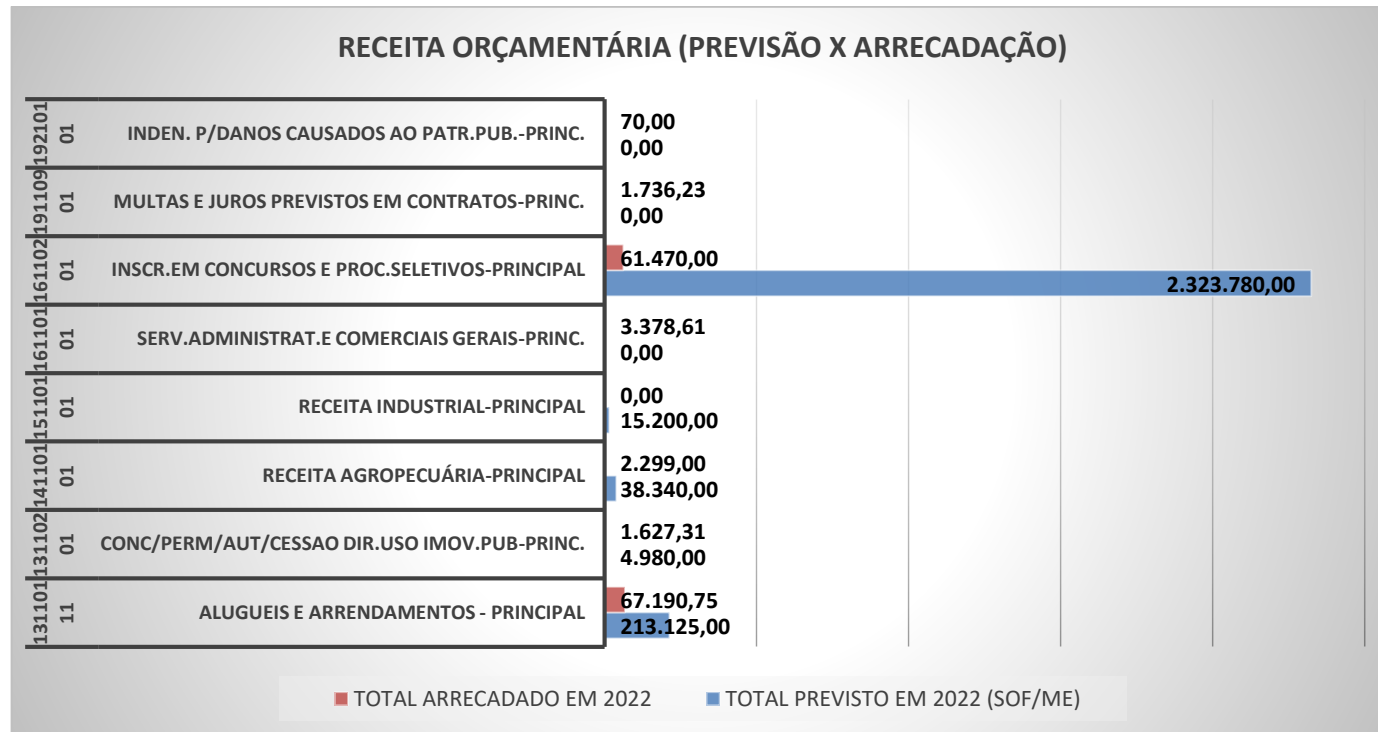 RECEITA ORÇAMENTÁRIA (PREVISÃO X ARRECADAÇÃO)
192101
01
INDEN. P/DANOS CAUSADOS AO PATR.PUB.-PRINC.
70,00
0,00
191109
01
MULTAS E JUROS PREVISTOS EM CONTRATOS-PRINC.
1.736,23
0,00
161102
01
INSCR.EM CONCURSOS E PROC.SELETIVOS-PRINCIPAL
61.470,00
2.323.780,00
161101
01
SERV.ADMINISTRAT.E COMERCIAIS GERAIS-PRINC.
3.378,61
0,00
151101
01
RECEITA INDUSTRIAL-PRINCIPAL
0,00
15.200,00
141101
01
RECEITA AGROPECUÁRIA-PRINCIPAL
2.299,00
38.340,00
131102
01
CONC/PERM/AUT/CESSAO DIR.USO IMOV.PUB-PRINC.
1.627,31
4.980,00
131101
11
ALUGUEIS E ARRENDAMENTOS - PRINCIPAL
67.190,75
213.125,00
TOTAL ARRECADADO EM 2022
TOTAL PREVISTO EM 2022 (SOF/ME)